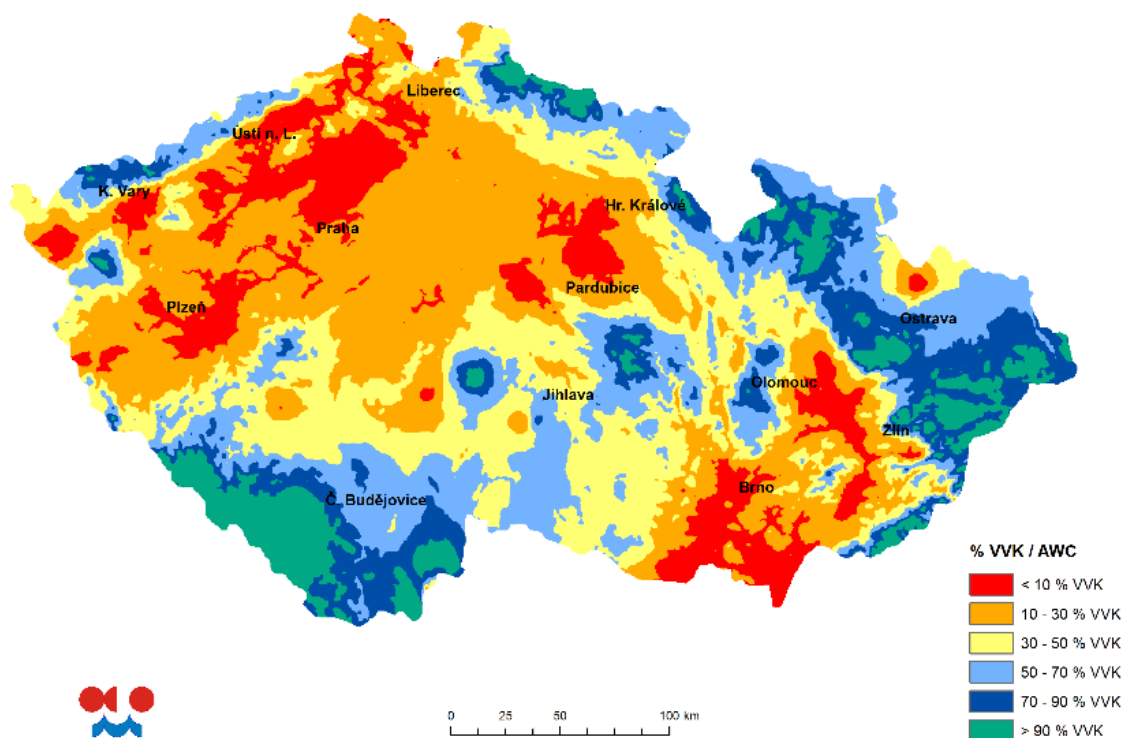 Liberec
Ústí n. L.
K. Vary
Hr. Králové
Praha
Pardubice
Plzeň
Ostrava
Olomouc
Jihlava
Zlín
Brno
Č. Budějovice
% VVK / AWC
< 10 % VVK
10 - 30 % VVK
30 - 50 % VVK
50 - 70 % VVK
70 - 90 % VVK
> 90 % VVK
0 25 50 100 km